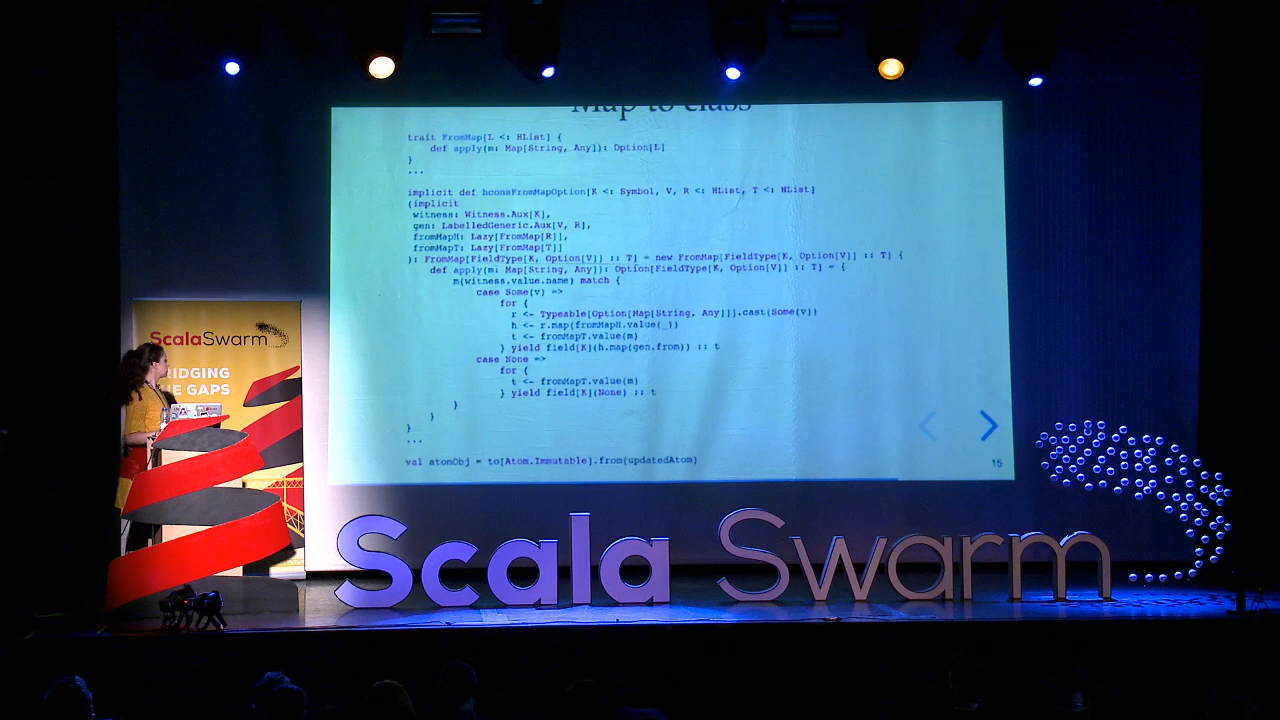 Map to class
trait FromMap[L <: HList] {
def apply(m: Map[String, Any]): Option[L]
}
...
implicit def hconsFromMapOption[K <: Symbol, V, R <: HList, T <: HList]
(implicit
witness: Witness.Aux[K],
gen: LabelledGeneric.Aux[V, R],
fromMapH: Lazy[FromMap[R]],
fromMapT: Lazy[FromMap[T]]
): FromMap[FieldType[K, Option[V]] :: T] = new FromMap[FieldType[K, Option[V]] :: T] {
def apply(m: Map[String, Any]): Option[FieldType[K, Option[V]] :: T] = {
m(witness.value.name) match {
case Some(v) =>
for {
r <- Typeable[Option[Map[String, Any]]].cast(Some(v))
h <- r.map(fromMapH.value(_))
t <- fromMapT.value(m)
} yield field[K](h.map(gen.from)) :: t
case None =>
for {
t <- fromMapT.value(m)
} yield field[K](None) :: t
}
}
}
...
val atomObj = to[Atom.Immutable].from(updatedAtom)
15
ScalaSwarm
RIDGING
E GAPS
Scala Swarm